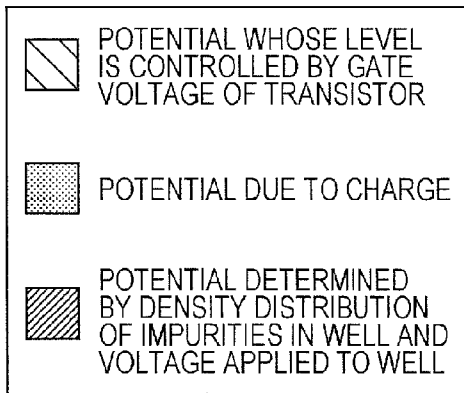 POTENTIAL WHOSE LEVEL
IS CONTROLLED BY GATE
VOLTAGE OF TRANSISTOR
POTENTIAL DUE TO CHARGE
POTENTIAL DETERMINED
BY DENSITY DISTRIBUTION
OF IMPURITIES IN WELL AND
VOLTAGE APPLIED TO WELL